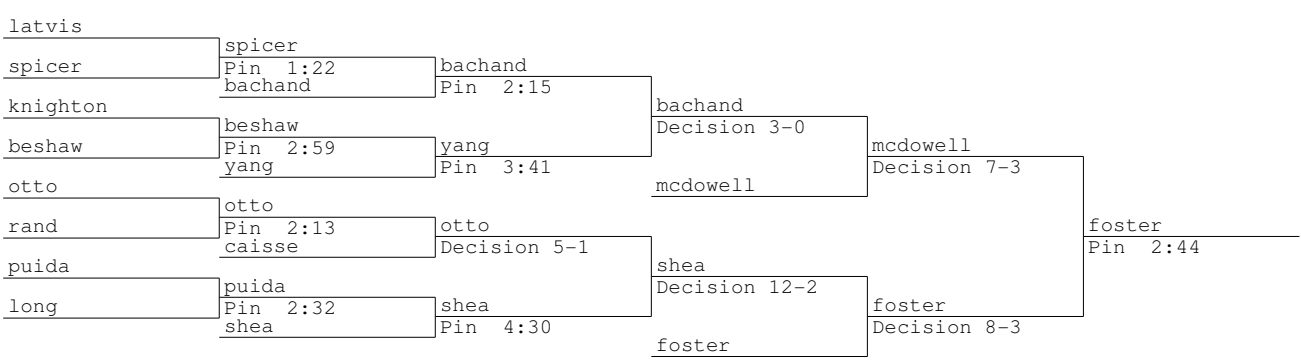 latvis
spicer
spicer
Pin 1:22
bachand
bachand
Pin 2:15
knighton
beshaw
beshaw
Pin 2:59
yang
yang
Pin 3:41
bachand
Decision 3-0
mcdowell
mcdowell
Decision 7-3
otto
rand
otto
Pin 2:13
caisse
otto
Decision 5-1
puida
long
puida
Pin 2:32
shea
shea
Pin 4:30
shea
Decision 12-2
foster
foster
Decision 8-3
foster
Pin 2:44